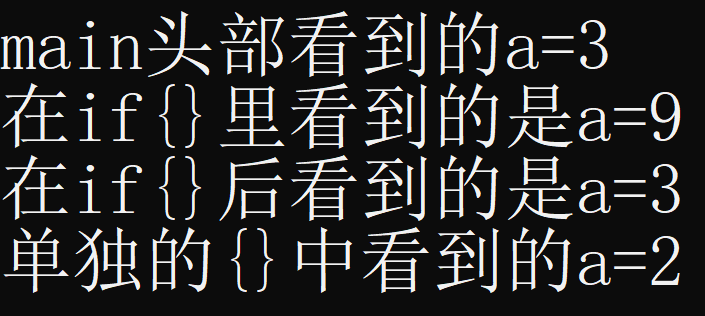 main头部看到的a=3
在if{}里看到的是a=9
在if{}后看到的是a=3
单独的{}中看到的a=2